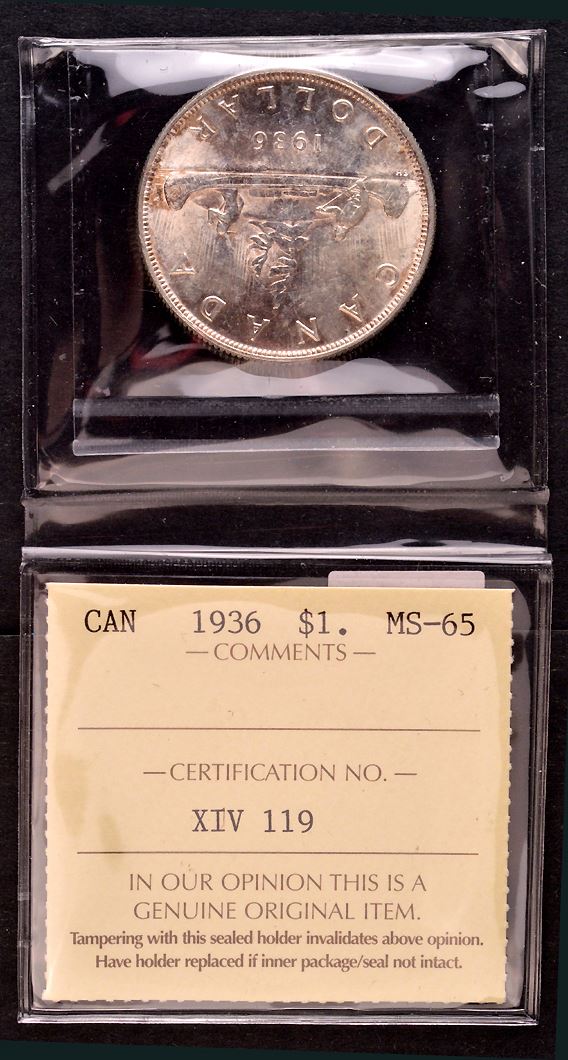 CANADA
1936
DOLLAR
EH
CAN 1936 $1. MS-65
— COMMENTS —
— CERTIFICATION NO. —
XIV 119
IN OUR OPINION THIS IS A
GENUINE ORIGINAL ITEM.
Tampering with this sealed holder invalidates above opinion.
Have holder replaced if inner package/seal not intact.